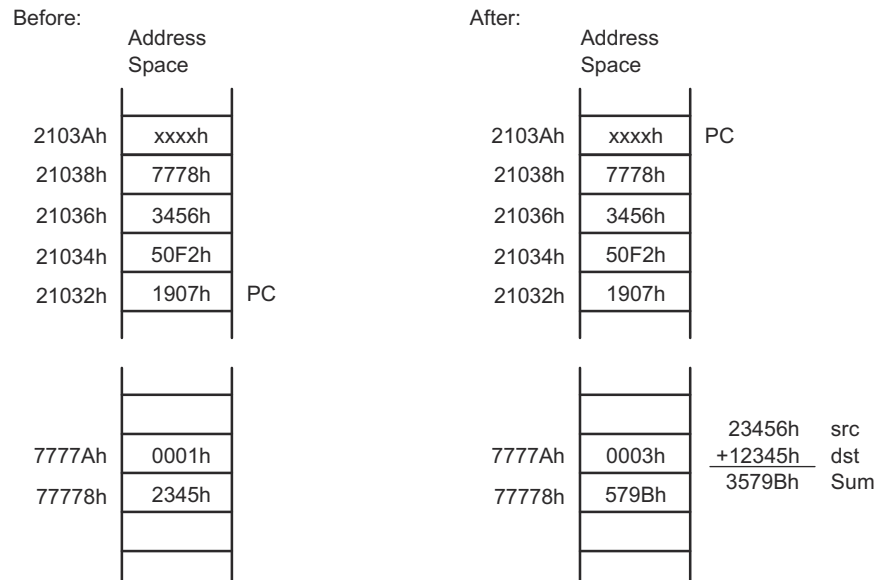 Before:
Address
Space
2103Ah xxxxh
21038h 7778h
21036h 3456h
21034h 50F2h
21032h 1907h PC
7777Ah 0001h
77778h 2345h
After:
Address
Space
2103Ah xxxxh PC
21038h 7778h
21036h 3456h
21034h 50F2h
21032h 1907h
7777Ah 0003h
77778h 579Bh
23456h src
+12345h dst
3579Bh Sum